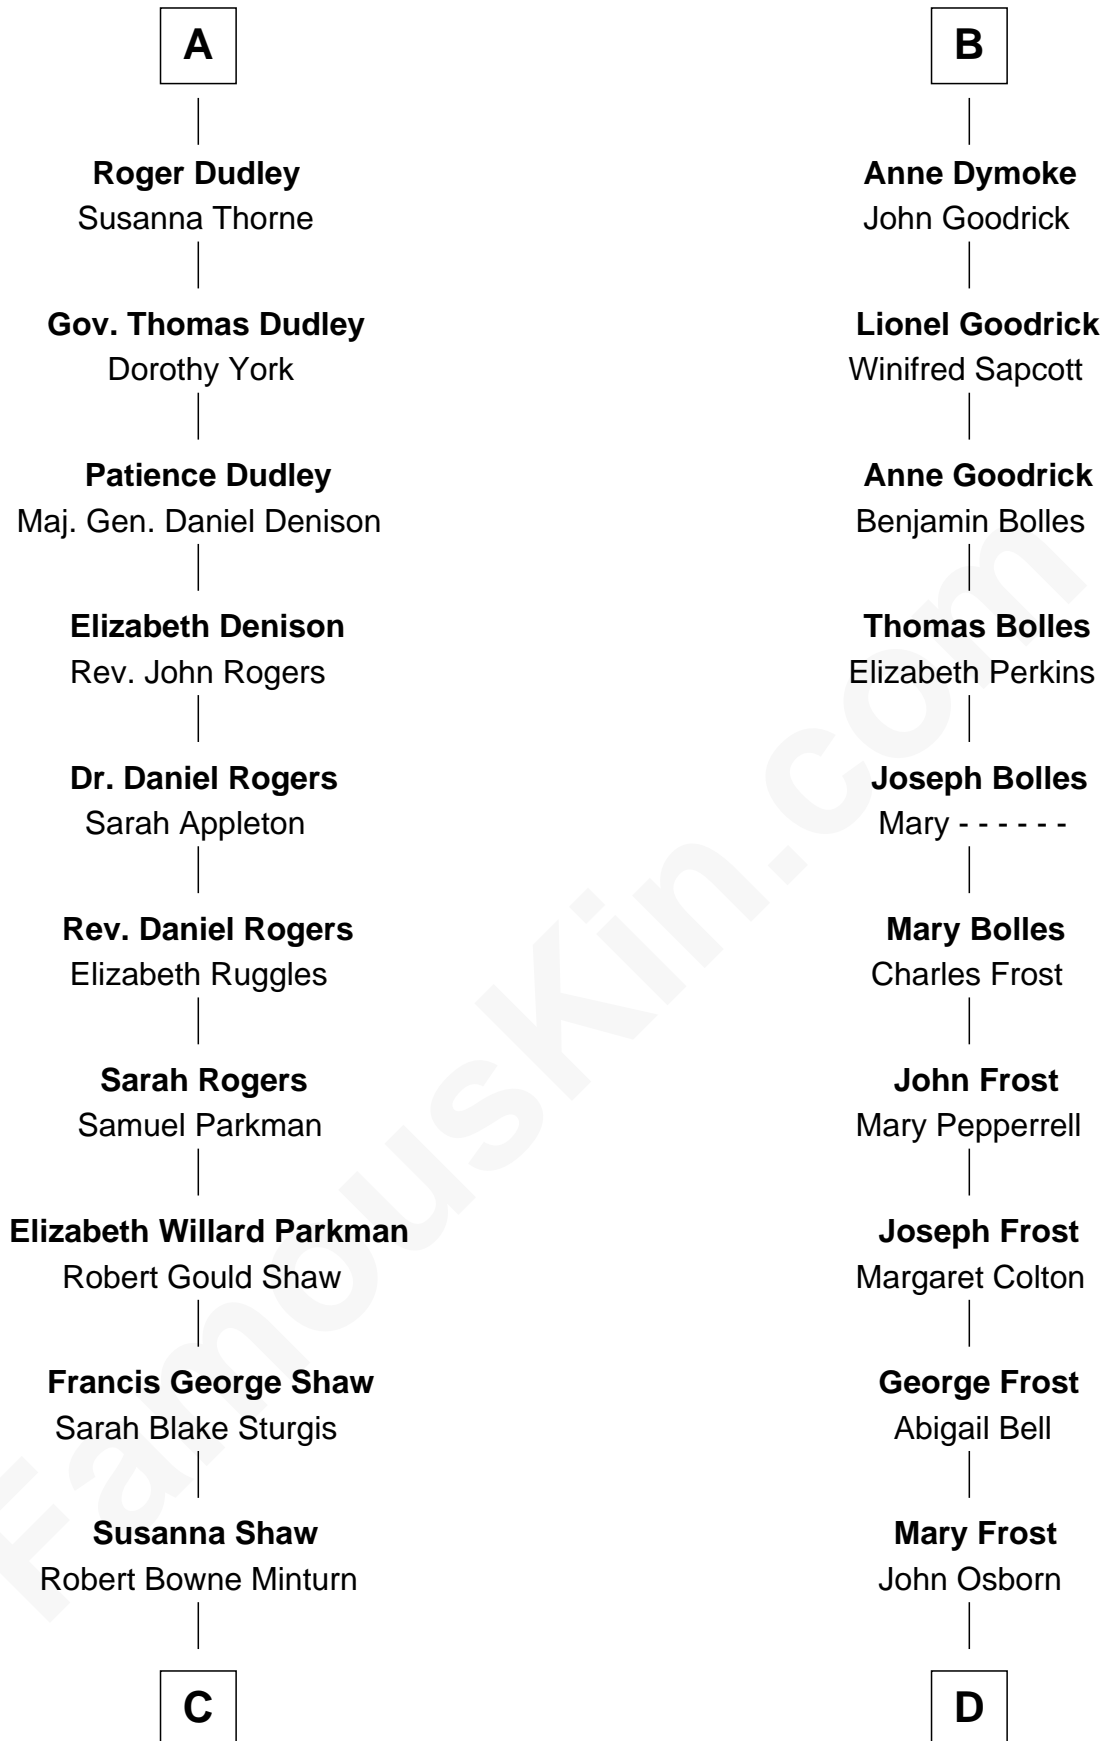 A
Roger Dudley
Susanna Thorne
Gov. Thomas Dudley
Dorothy York
Patience Dudley
Maj. Gen. Daniel Denison
Elizabeth Denison
Rev. John Rogers
Dr. Daniel Rogers
Sarah Appleton
Rev. Daniel Rogers
Elizabeth Ruggles
Sarah Rogers
Samuel Parkman
Elizabeth Willard Parkman
Robert Gould Shaw
Francis George Shaw
Sarah Blake Sturgis
Susanna Shaw
Robert Bowne Minturn
C
B
Anne Dymoke
John Goodrick
Lionel Goodrick
Winifred Sapcott
Anne Goodrick
Benjamin Bolles
Thomas Bolles
Elizabeth Perkins
Joseph Bolles
Mary - - - - - -
Mary Bolles
Charles Frost
John Frost
Mary Pepperrell
Joseph Frost
Margaret Colton
George Frost
Abigail Bell
Mary Frost
John Osborn
D
FamousKin.com